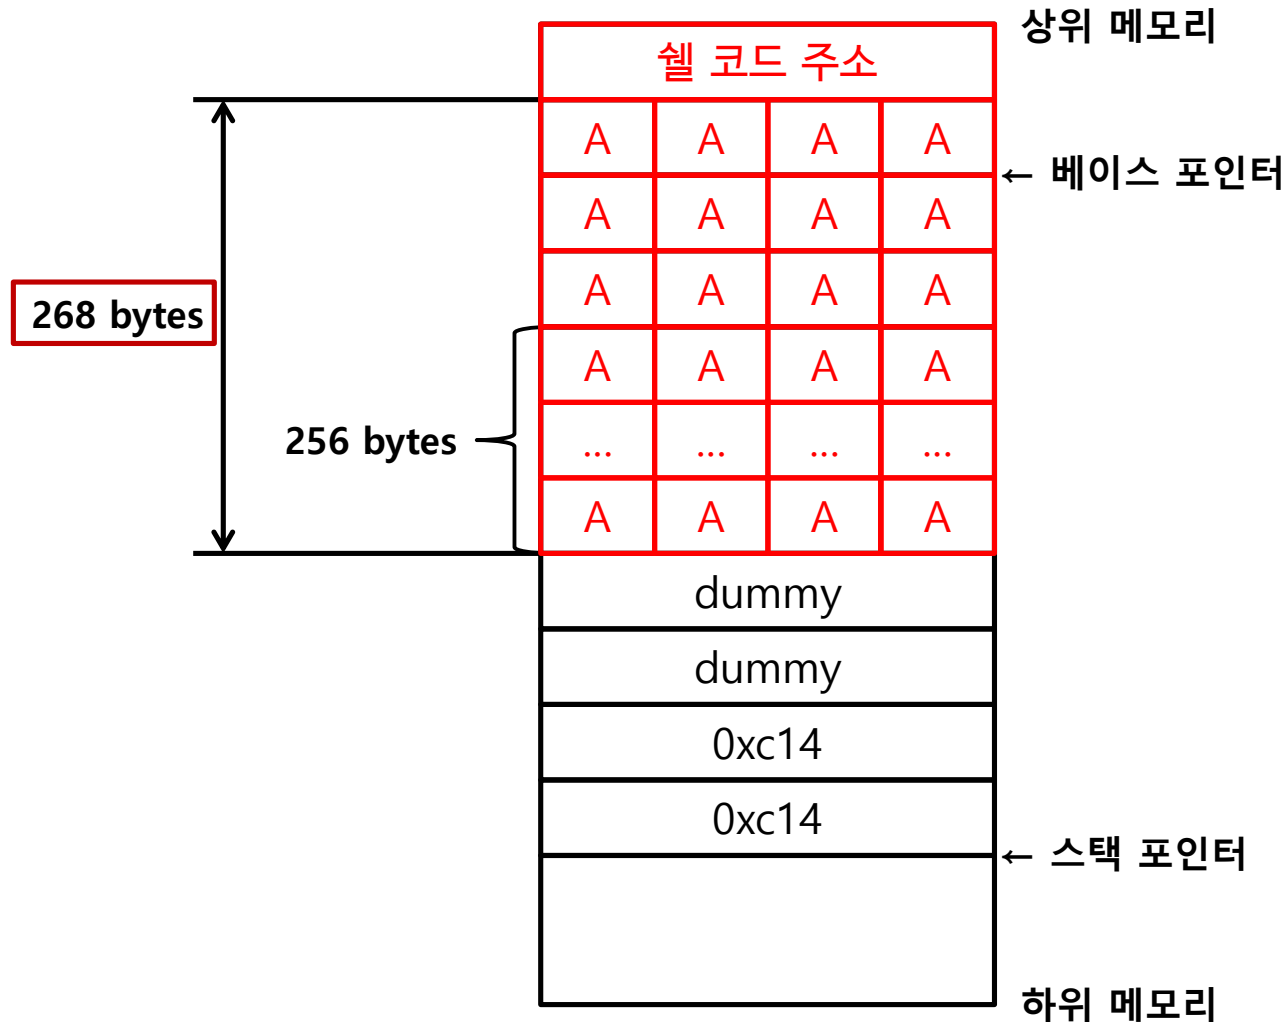 상위 메모리
쉘 코드 주소
A A A A
← 베이스 포인터
A A A A
A A A A
268 bytes
A A A A
256 bytes
... ... ... ...
A A A A
dummy
dummy
0xc14
0xc14
← 스택 포인터
하위 메모리